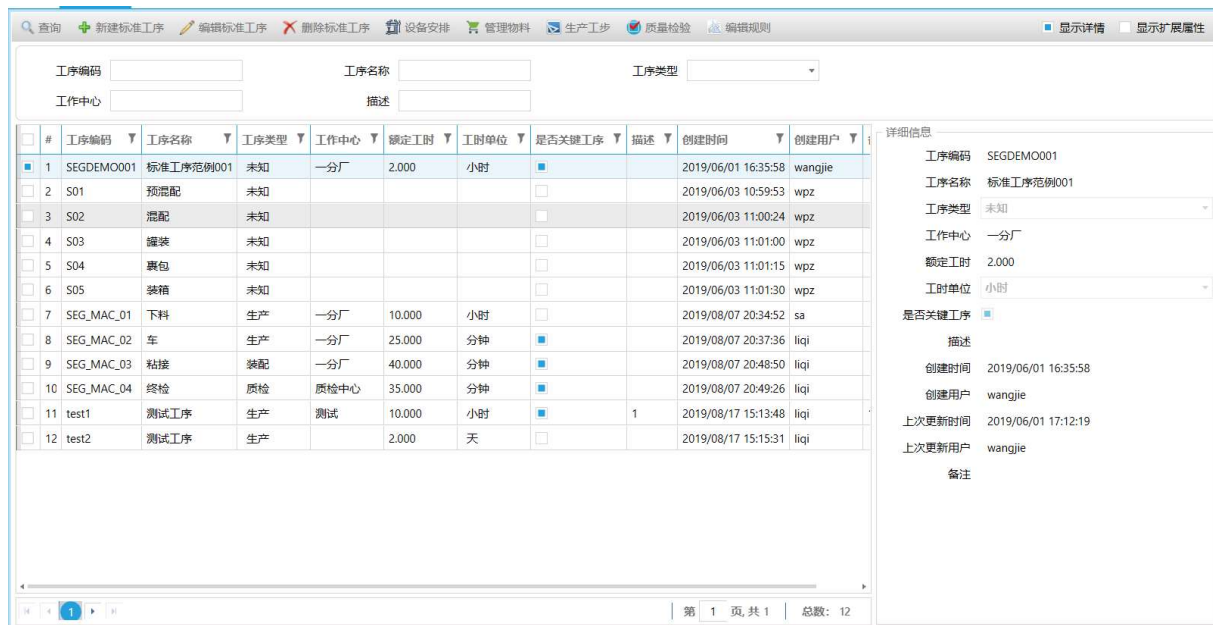 查询 新建标准工序 编辑标准工序 删除标准工序 设备安排 管理物料 生产工步 质量检验 编辑规则 显示详情 显示扩展属性
工序编码 工序名称 工序类型
工作中心 描述
# 工序编码 工序名称 工序类型 工作中心 额定工时 工时单位 是否关键工序 描述 创建时间 创建用户
1 SEGDEMO001 标准工序范例001 未知 一分厂 2.000 小时 2019/06/01 16:35:58 wangjie
2 S01 预混配 未知 2019/06/03 10:59:53 wpz
3 S02 混配 未知 2019/06/03 11:00:24 wpz
4 S03 罐装 未知 2019/06/03 11:01:00 wpz
5 S04 裹包 未知 2019/06/03 11:01:15 wpz
6 S05 装箱 未知 2019/06/03 11:01:30 wpz
7 SEG_MAC_01 下料 生产 一分厂 10.000 小时 2019/08/07 20:34:52 sa
8 SEG_MAC_02 车 生产 一分厂 25.000 分钟 2019/08/07 20:37:36 liqi
9 SEG_MAC_03 粘接 装配 一分厂 40.000 分钟 2019/08/07 20:48:50 liqi
10 SEG_MAC_04 终检 质检 质检中心 35.000 分钟 2019/08/07 20:49:26 liqi
11 test1 测试工序 生产 测试 10.000 小时 1 2019/08/17 15:13:48 liqi
12 test2 测试工序 生产 2.000 天 2019/08/17 15:15:31 liqi
详细信息
工序编码 SEGDEMO001
工序名称 标准工序范例001
工序类型 未知
工作中心 一分厂
额定工时 2.000
工时单位 小时
是否关键工序
描述
创建时间 2019/06/01 16:35:58
创建用户 wangjie
上次更新时间 2019/06/01 17:12:19
上次更新用户 wangjie
备注
1 第 1 页,共 1 总数: 12